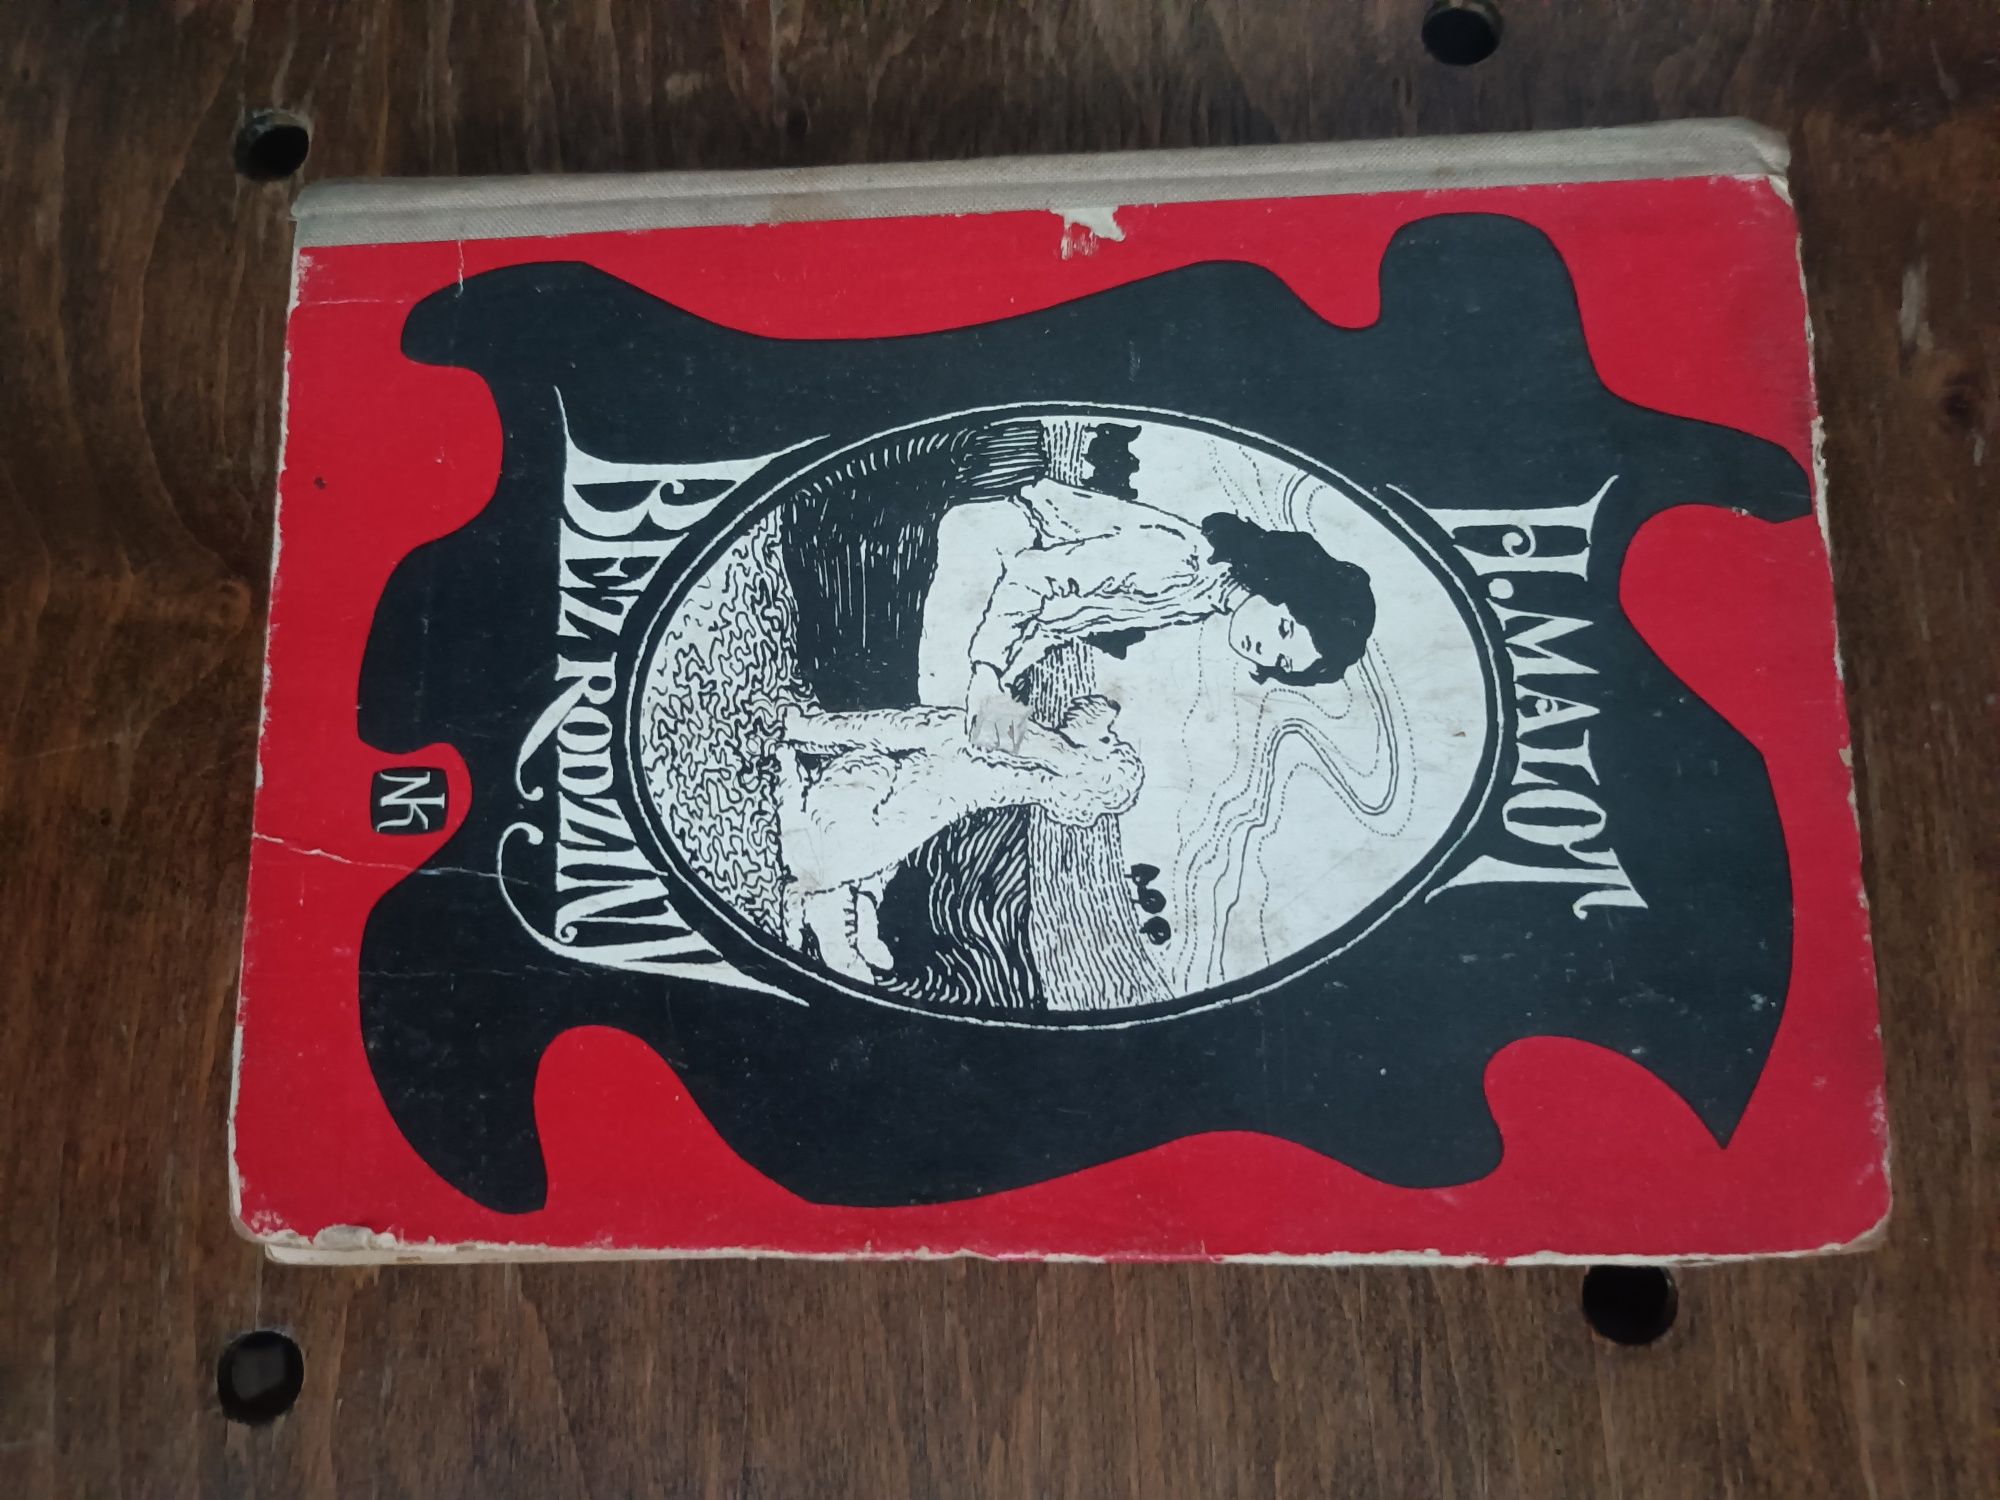 H. MALOT
BEZ RODZINY
Nk